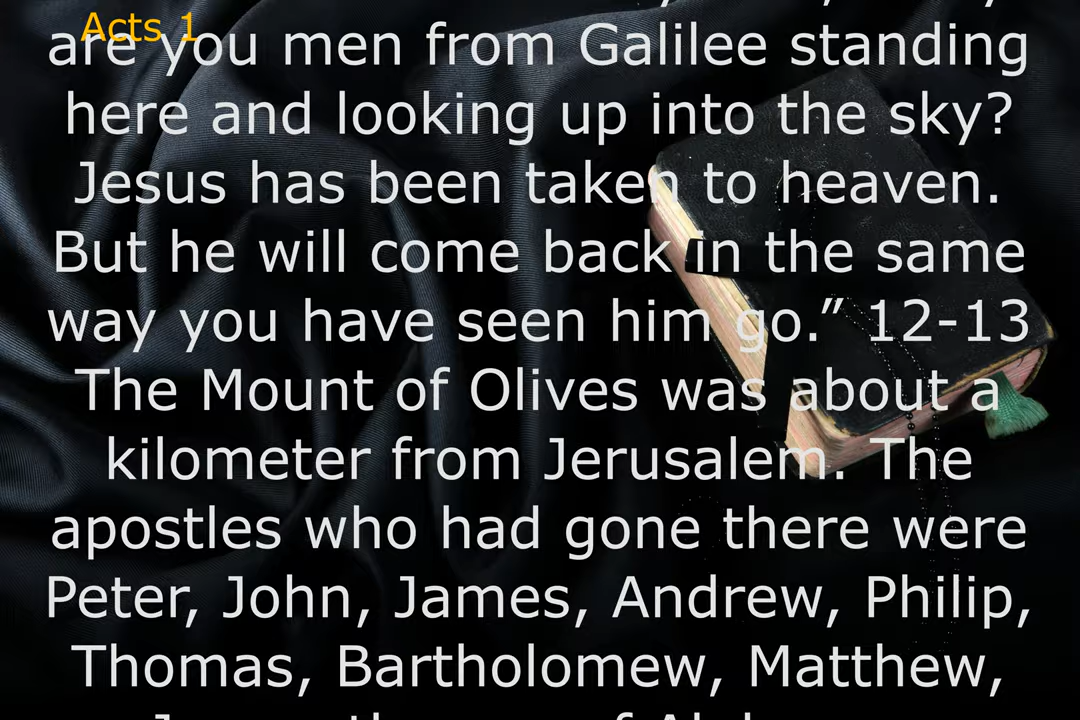 Acts 1
are you men from Galilee standing
here and looking up into the sky?
Jesus has been taken to heaven.
But he will come back in the same
way you have seen him go.” 12-13
The Mount of Olives was about a
kilometer from Jerusalem. The
apostles who had gone there were
Peter, John, James, Andrew, Philip,
Thomas, Bartholomew, Matthew,